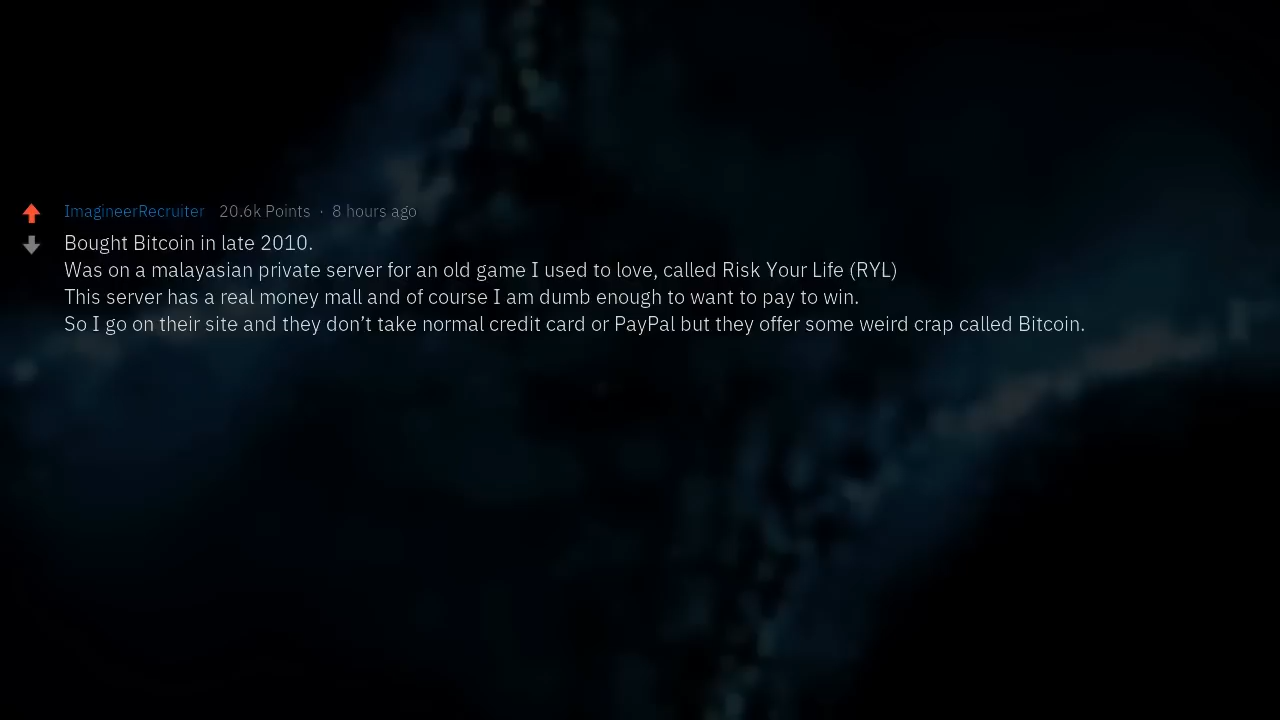 ImagineerRecruiter 20.6k Points · 8 hours ago
Bought Bitcoin in late 2010.
Was on a malayasian private server for an old game I used to love, called Risk Your Life (RYL)
This server has a real money mall and of course I am dumb enough to want to pay to win.
So I go on their site and they don’t take normal credit card or PayPal but they offer some weird crap called Bitcoin.